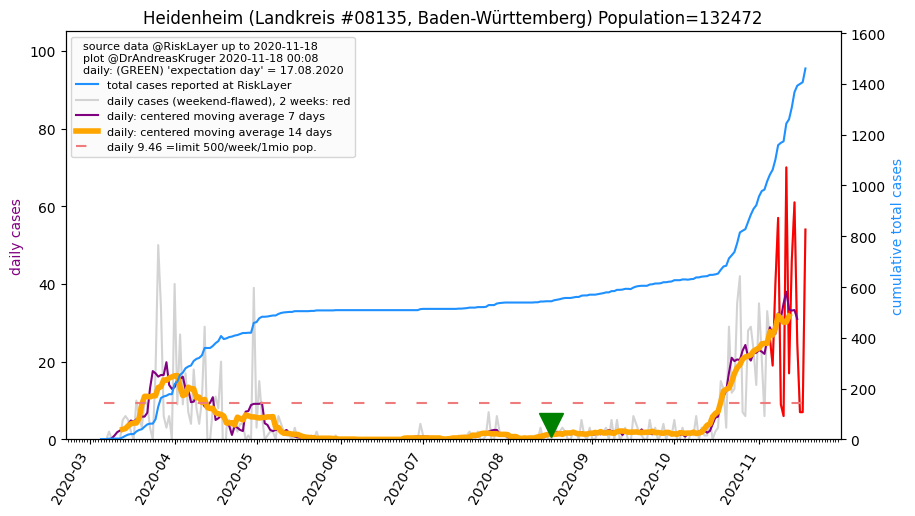 Heidenheim (Landkreis #08135, Baden-Württemberg) Population=132472
source data @RiskLayer up to 2020-11-18
plot @DrAndreasKruger 2020-11-18 00:08
daily: (GREEN) 'expectation day' = 17.08.2020
total cases reported at RiskLayer
daily cases (weekend-flawed), 2 weeks: red
daily: centered moving average 7 days
daily: centered moving average 14 days
daily 9.46 =limit 500/week/1mio pop.
daily cases
100
80
60
40
20
0
cumulative total cases
1600
1400
1200
1000
800
600
400
200
0
2020-03
2020-04
2020-05
2020-06
2020-07
2020-08
2020-09
2020-10
2020-11